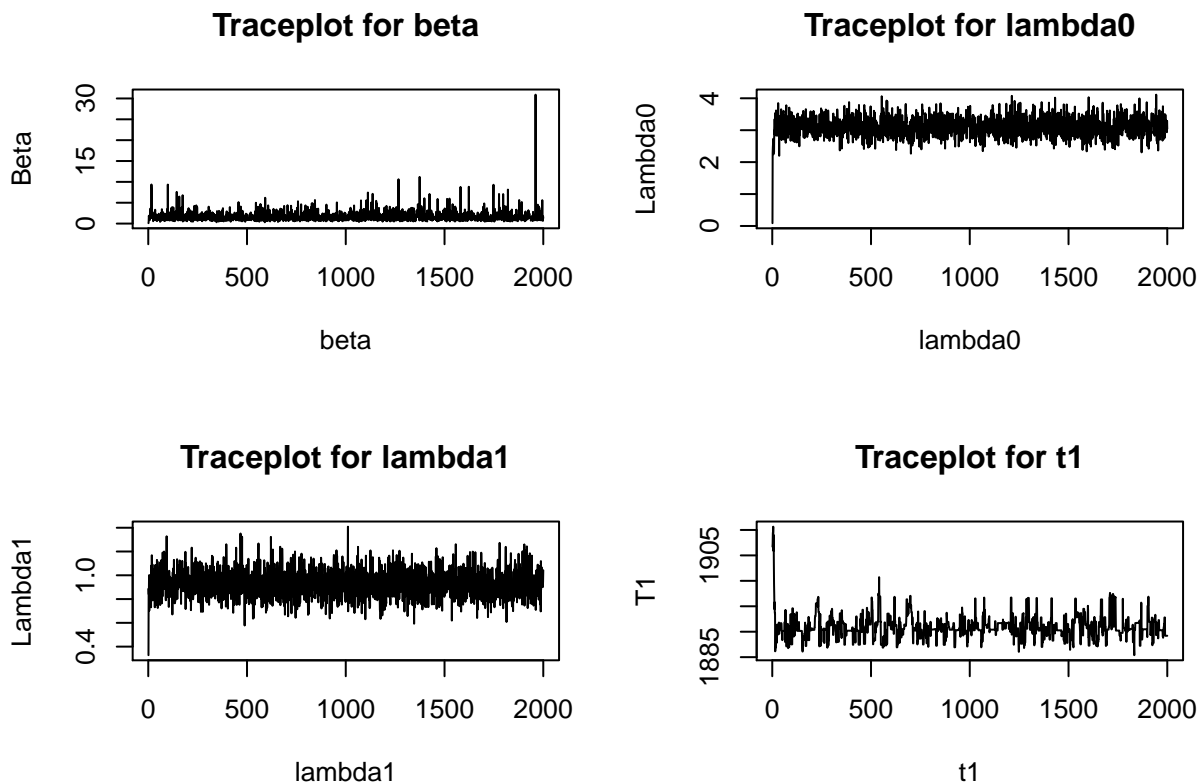 Traceplot for beta
Beta
0 15 30
0 500 1000 1500 2000
beta
Traceplot for lambda0
Lambda0
0 2 4
0 500 1000 1500 2000
lambda0
Traceplot for lambda1
Lambda1
0.4 1.0
0 500 1000 1500 2000
lambda1
Traceplot for t1
T1
1885 1905
0 500 1000 1500 2000
t1